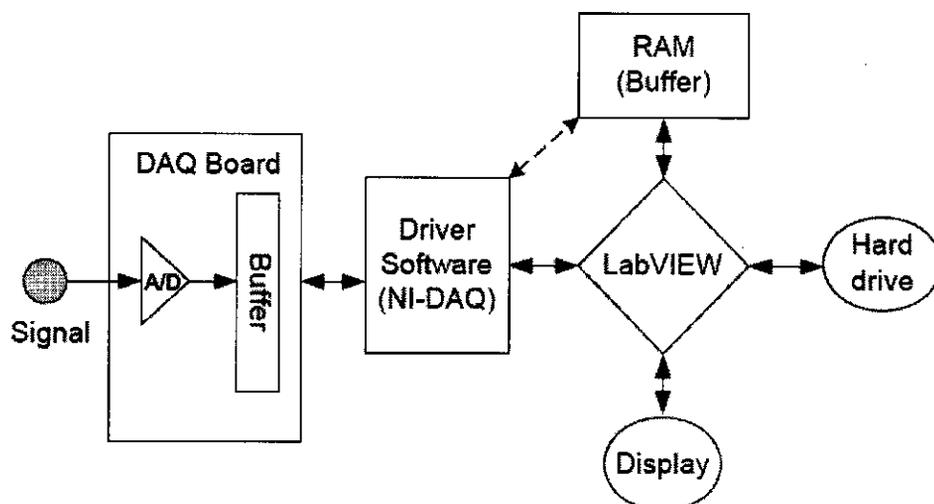 RAM
(Buffer)
DAQ Board
A/D
Buffer
Signal
Driver
Software
(NI-DAQ)
LabVIEW
Hard
drive
Display